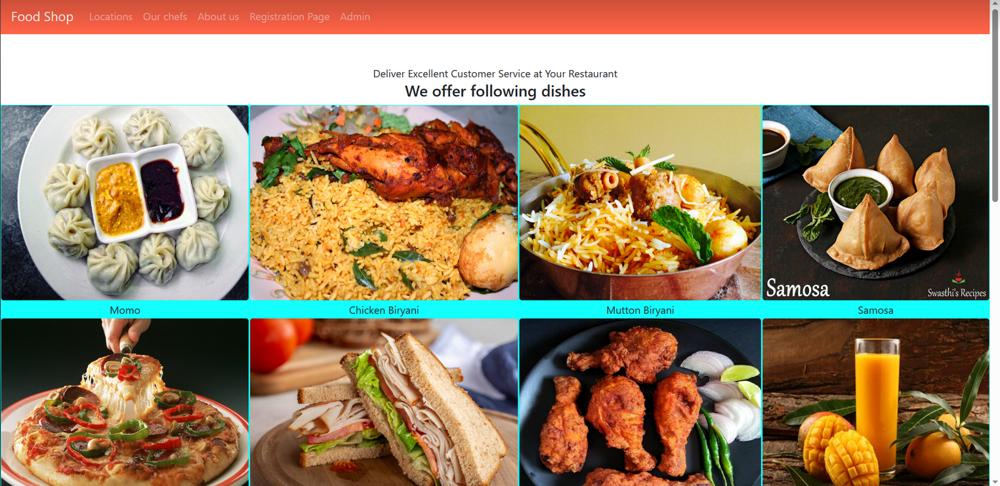 Food Shop Locations Our chefs About us Registration Page Admin
Deliver Excellent Customer Service at Your Restaurant
We offer following dishes
Samosa
Swasthi's Recipes
Momo Chicken Biryani Mutton Biryani Samosa